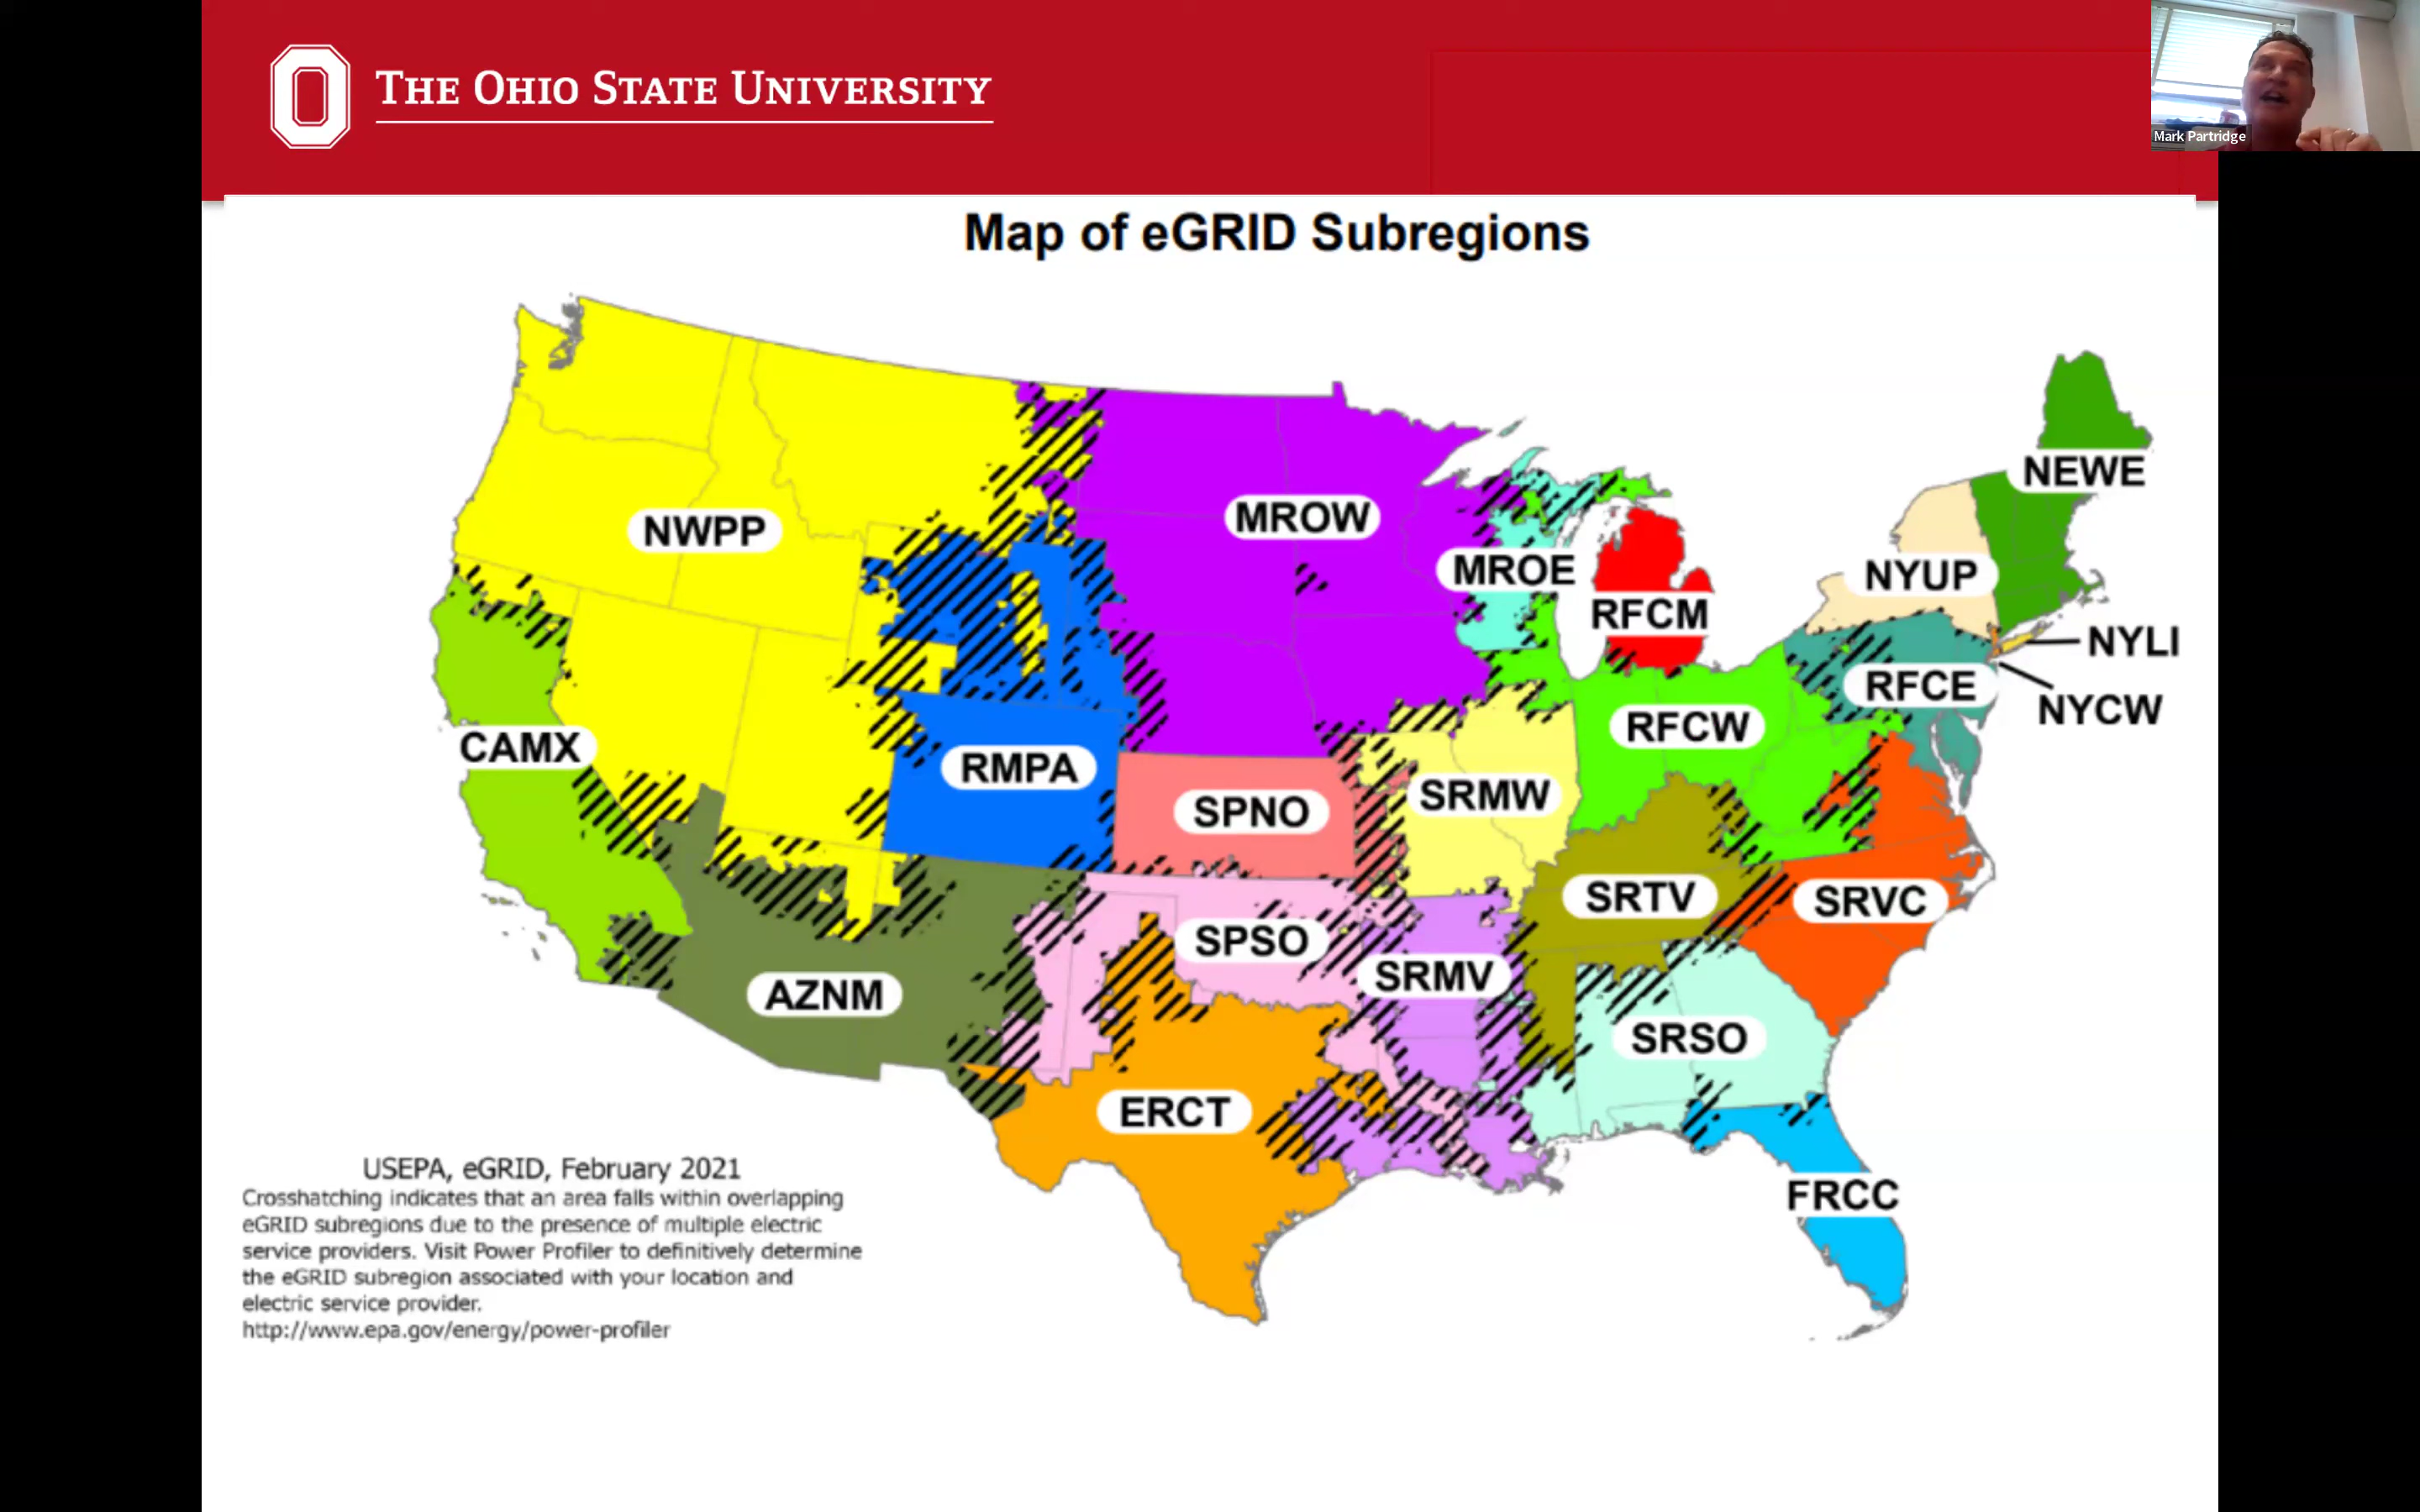 THE OHIO STATE UNIVERSITY
Mark Partridge
Map of eGRID Subregions
NEWE
MROW
NWPP
MROE
NYUP
RFCM
NYLI
RFCE
NYCW
RFCW
CAMX
RMPA
SRMW
SPNO
SRTV
SRVC
SPSO
SRMV
AZNM
SRSO
ERCT
FRCC
USEPA, eGRID, February 2021
Crosshatching indicates that an area falls within overlapping
eGRID subregions due to the presence of multiple electric
service providers. Visit Power Profiler to definitively determine
the eGRID subregion associated with your location and
electric service provider.
http://www.epa.gov/energy/power-profiler